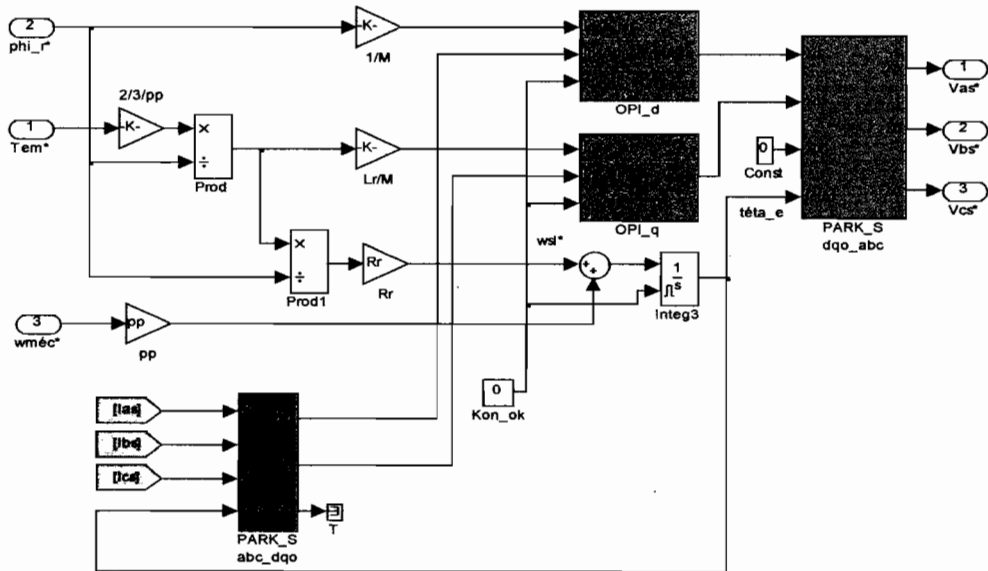 2
phi_r*
-K-
1/M
OPI_d
PARK_S
dqo_abc
1
Vas*
2
Vbs*
3
Vcs*
2/3/pp
1
Tem*
-K-
×
÷
Prod
-K-
Lr/M
OPI_q
0
Const
téta_e
×
÷
Prod1
Rr
Rr
wsl*
+
+
1
s
Integ3
3
wméc*
pp
pp
0
Kon_ok
[Ias]
[Ibs]
[Ics]
PARK_S
abc_dqo
T